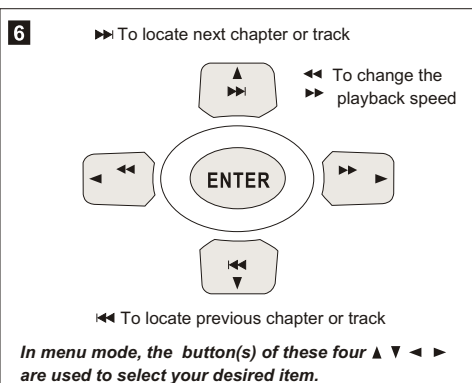 6
▶▶| To locate next chapter or track
◀◀ To change the
▶▶ playback speed
ENTER
|◀◀ To locate previous chapter or track
In menu mode, the button(s) of these four ▲ ▼ ◄ ►
are used to select your desired item.